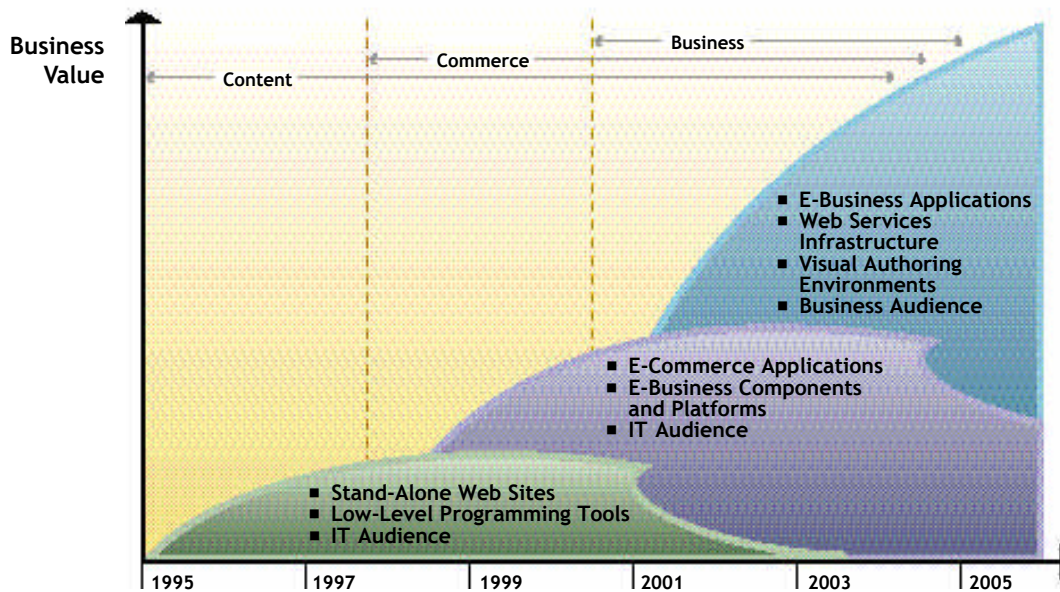 Business
Value
Business
Commerce
Content
▪ E-Business Applications
▪ Web Services
Infrastructure
▪ Visual Authoring
Environments
▪ Business Audience
▪ E-Commerce Applications
▪ E-Business Components
and Platforms
▪ IT Audience
▪ Stand-Alone Web Sites
▪ Low-Level Programming Tools
▪ IT Audience
1995 1997 1999 2001 2003 2005